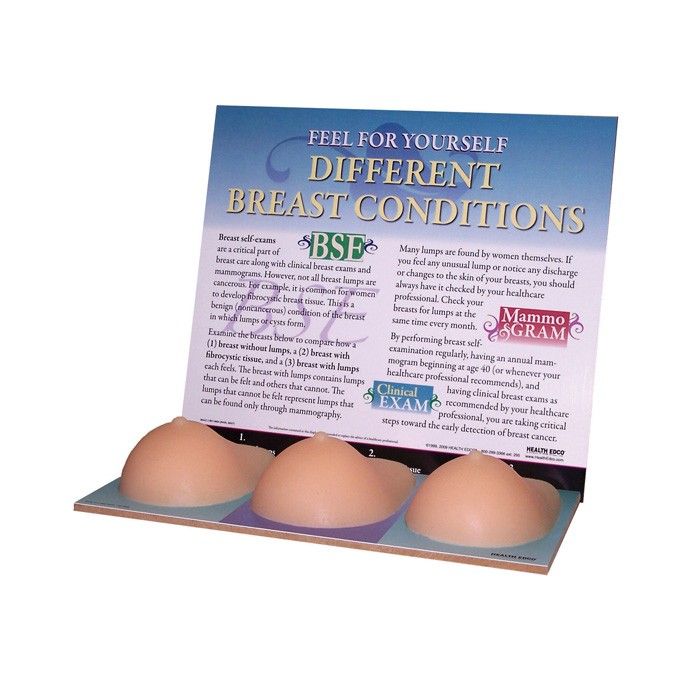 FEEL FOR YOURSELF
DIFFERENT
BREAST CONDITIONS
Breast self-exams
are a critical part of
breast care along with clinical breast exams and
mammograms. However, not all breast lumps are
cancerous. For example, it is common for women
to develop fibrocystic breast tissue. This is a
benign (noncancerous) condition of the breast
in which lumps or cysts form.
BSE
BSE
Examine the breasts below to compare how a
(1) breast without lumps, a (2) breast with
fibrocystic tissue, and a (3) breast with lumps
each feels. The breast with lumps contains lumps
that can be felt and others that cannot. The
lumps that cannot be felt represent lumps that
can be found only through mammography.
Many lumps are found by women themselves. If
you feel any unusual lump or notice any discharge
or changes to the skin of your breasts, you should
always have it checked by your healthcare
professional. Check your
breasts for lumps at the
same time every month.
Mammo
GRAM
By performing breast self-
examination regularly, having an annual mam-
mogram beginning at age 40 (or whenever your
healthcare professional recommends), and
having clinical breast exams as
recommended by your healthcare
professional, you are taking critical
steps toward the early detection of breast cancer.
Clinical
EXAM
©1999, 2009 HEALTH EDCO
HEALTH EDCO
www.HealthEdco.com
1.
2.
HEALTH EDCO